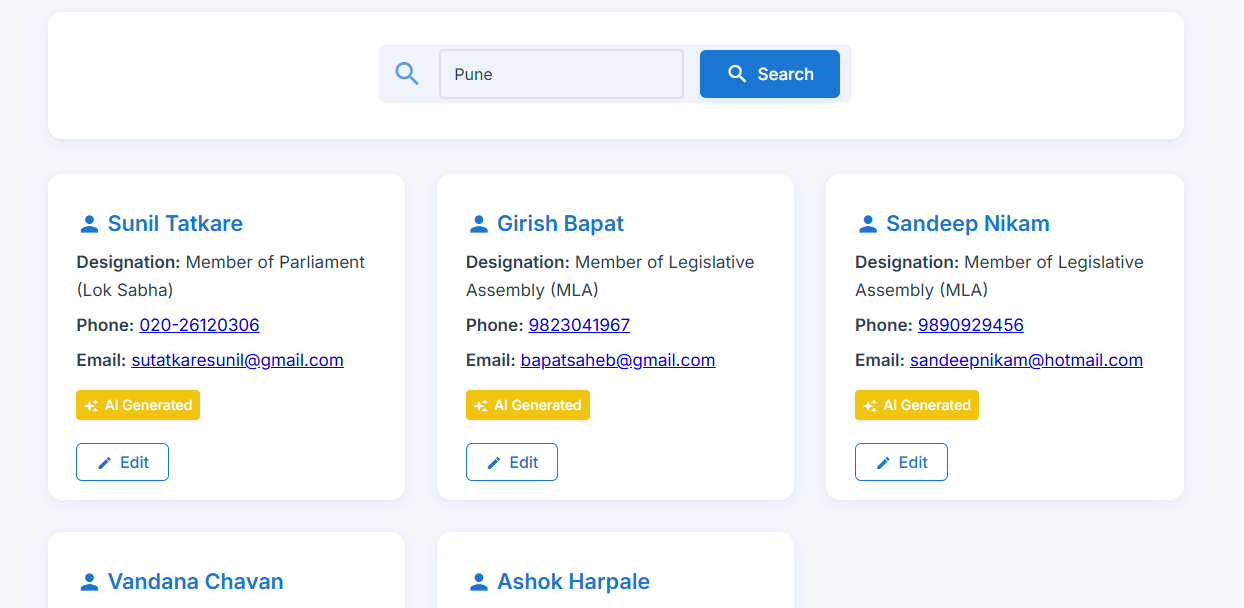 Pune
Search
Sunil Tatkare
Designation: Member of Parliament
(Lok Sabha)
Phone: 020-26120306
Email: sutatkaresunil@gmail.com
AI Generated
Edit
Girish Bapat
Designation: Member of Legislative
Assembly (MLA)
Phone: 9823041967
Email: bapatsaheb@gmail.com
AI Generated
Edit
Sandeep Nikam
Designation: Member of Legislative
Assembly (MLA)
Phone: 9890929456
Email: sandeepnikam@hotmail.com
AI Generated
Edit
Vandana Chavan
Ashok Harpale